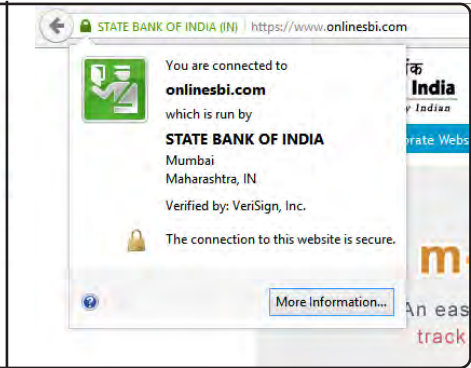 STATE BANK OF INDIA (IN) https://www.onlinesbi.com
You are connected to
onlinesbi.com
which is run by
STATE BANK OF INDIA
Mumbai
Maharashtra, IN
Verified by: VeriSign, Inc.
The connection to this website is secure.
More Information...
India
Indian
An eas
track